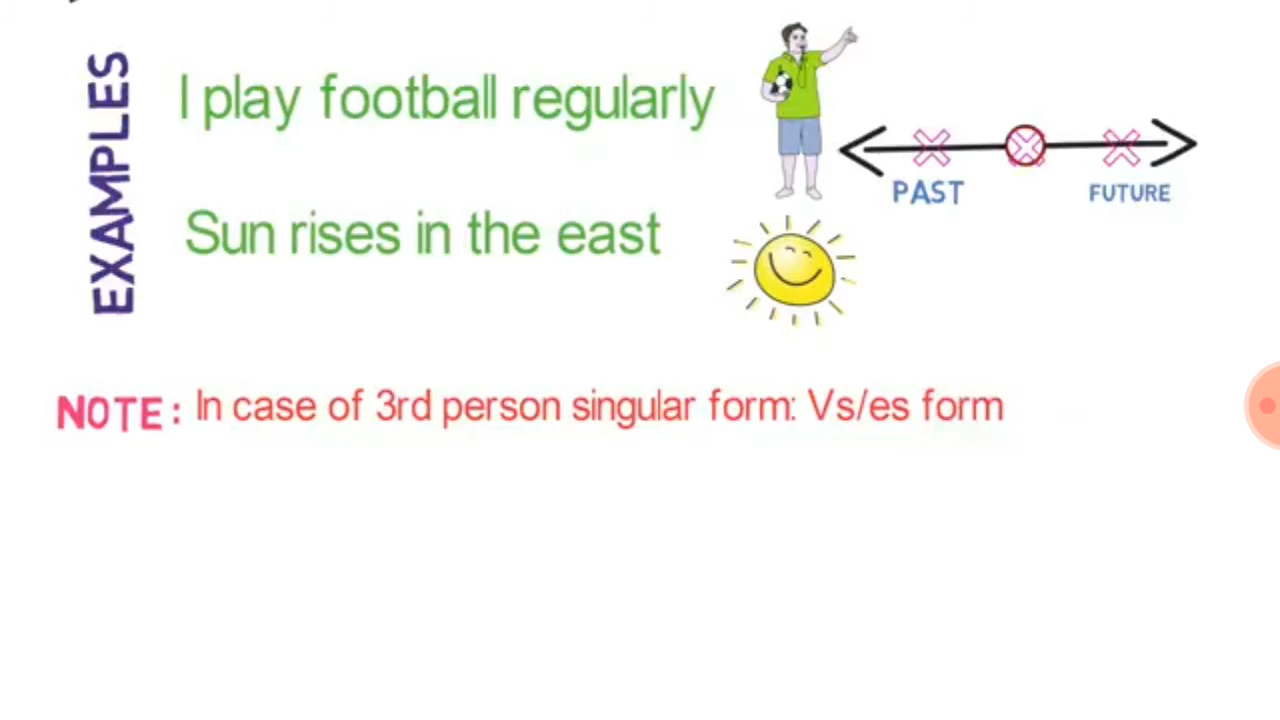 EXAMPLES
I play football regularly
PAST
FUTURE
Sun rises in the east
NOTE: In case of 3rd person singular form: Vs/es form